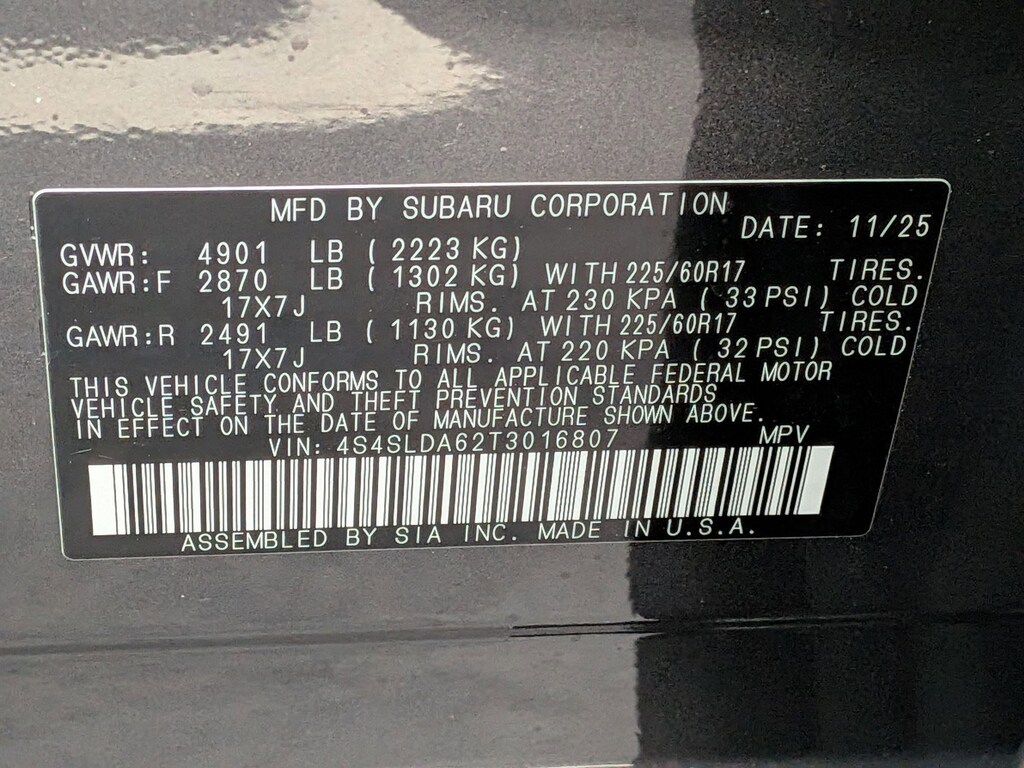 MFD BY SUBARU CORPORATION
DATE: 11/25
GVWR: 4901 LB ( 2223 KG)
GAWR:F 2870 LB ( 1302 KG) WITH 225/60R17 TIRES.
17X7J RIMS. AT 230 KPA ( 33 PSI) COLD
GAWR:R 2491 LB ( 1130 KG) WITH 225/60R17 TIRES.
17X7J RIMS. AT 220 KPA ( 32 PSI) COLD
THIS VEHICLE CONFORMS TO ALL APPLICABLE FEDERAL MOTOR
VEHICLE SAFETY AND THEFT PREVENTION STANDARDS
IN EFFECT ON THE DATE OF MANUFACTURE SHOWN ABOVE.
VIN: 4S4SLDA62T3016807 MPV
ASSEMBLED BY SIA INC. MADE IN U.S.A.